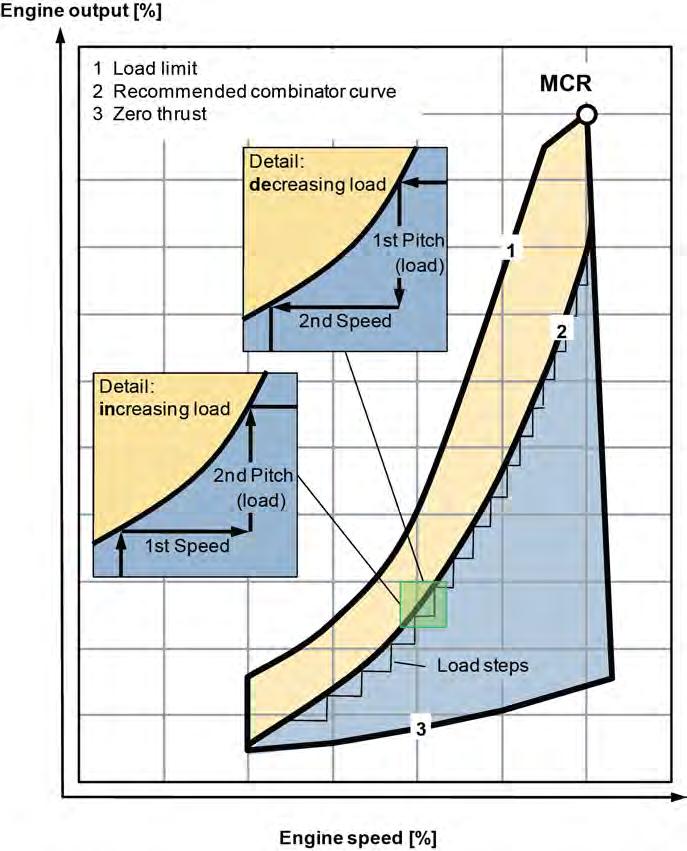 Engine output [%]
1 Load limit
2 Recommended combinator curve
3 Zero thrust
MCR
Detail:
decreasing load
1st Pitch
(load)
2nd Speed
1
2
Detail:
increasing load
2nd Pitch
(load)
1st Speed
Load steps
3
Engine speed [%]